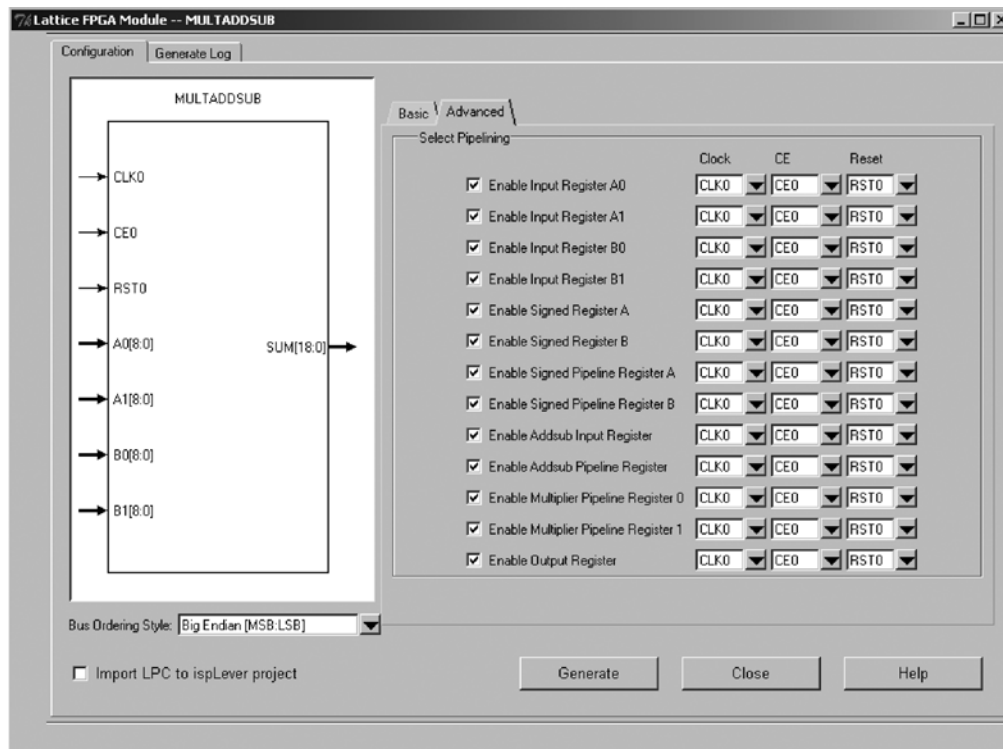 Lattice FPGA Module -- MULTADDSUB
Configuration
Generate Log
MULTADDSUB
CLK0
CE0
RST0
A0[8:0]
A1[8:0]
B0[8:0]
B1[8:0]
SUM[18:0]
Bus Ordering Style: Big Endian [MSB:LSB]
Import LPC to ispLever project
Basic
Advanced
Select Pipelining
Clock CE Reset
Enable Input Register A0 CLK0 CE0 RST0
Enable Input Register A1 CLK0 CE0 RST0
Enable Input Register B0 CLK0 CE0 RST0
Enable Input Register B1 CLK0 CE0 RST0
Enable Signed Register A CLK0 CE0 RST0
Enable Signed Register B CLK0 CE0 RST0
Enable Signed Pipeline Register A CLK0 CE0 RST0
Enable Signed Pipeline Register B CLK0 CE0 RST0
Enable Addsub Input Register CLK0 CE0 RST0
Enable Addsub Pipeline Register CLK0 CE0 RST0
Enable Multiplier Pipeline Register 0 CLK0 CE0 RST0
Enable Multiplier Pipeline Register 1 CLK0 CE0 RST0
Enable Output Register CLK0 CE0 RST0
Generate
Close
Help